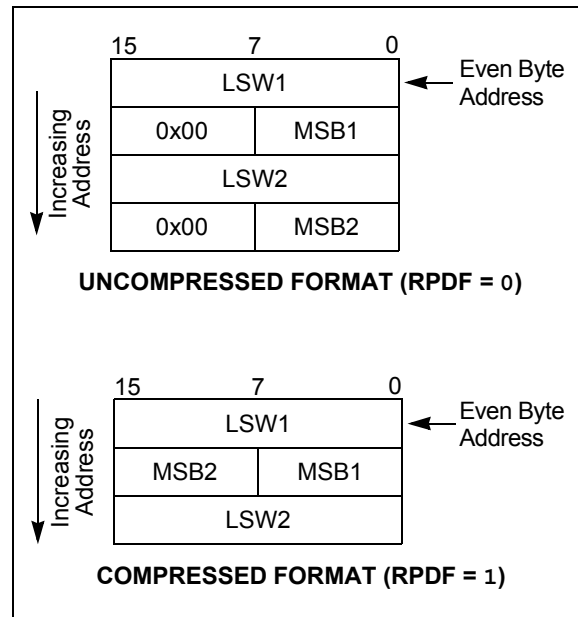 15 7 0
LSW1
Even Byte
Address
0x00 MSB1
LSW2
0x00 MSB2
Increasing
Address
UNCOMPRESSED FORMAT (RPDF = 0)
15 7 0
LSW1
Even Byte
Address
MSB2 MSB1
LSW2
Increasing
Address
COMPRESSED FORMAT (RPDF = 1)